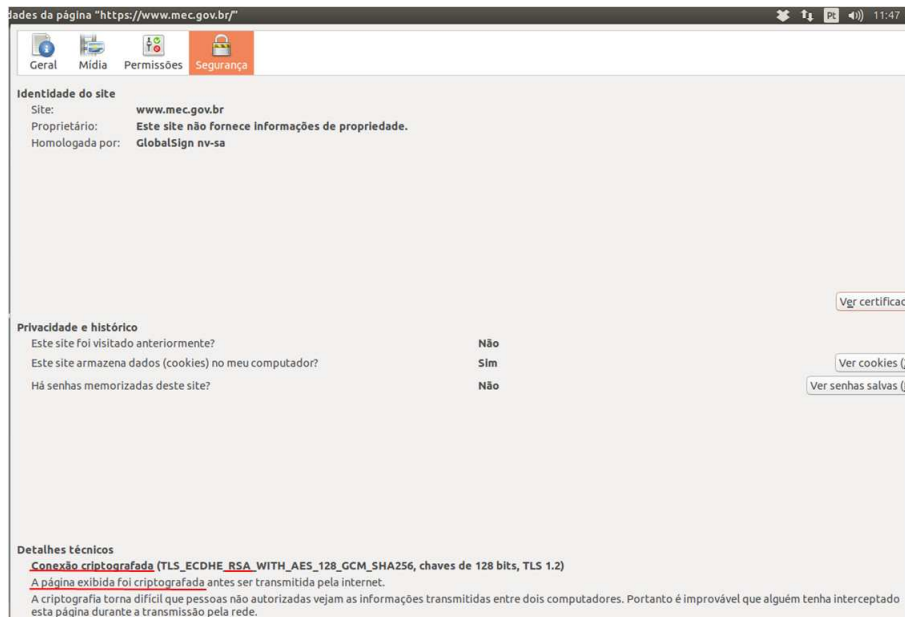 dades da página "https://www.mec.gov.br/"
Pt 11:47
Geral Mídia Permissões Segurança
Identidade do site
Site: www.mec.gov.br
Proprietário: Este site não fornece informações de propriedade.
Homologada por: GlobalSign nv-sa
Ver certificad
Privacidade e histórico
Este site foi visitado anteriormente? Não
Este site armazena dados (cookies) no meu computador? Sim Ver cookies (
Há senhas memorizadas deste site? Não Ver senhas salvas (
Detalhes técnicos
Conexão criptografada (TLS_ECDHE_RSA_WITH_AES_128_GCM_SHA256, chaves de 128 bits, TLS 1.2)
A página exibida foi criptografada antes ser transmitida pela internet.
A criptografia torna difícil que pessoas não autorizadas vejam as informações transmitidas entre dois computadores. Portanto é improvável que alguém tenha interceptado
esta página durante a transmissão pela rede.